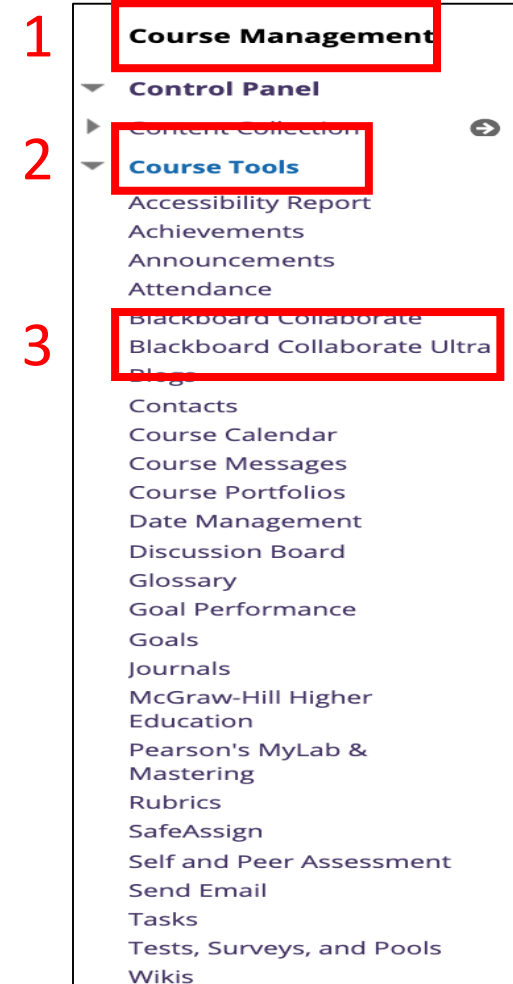 1
Course Management
Control Panel
Content Collection
2
Course Tools
Accessibility Report
Achievements
Announcements
Attendance
Blackboard Collaborate
3
Blackboard Collaborate Ultra
Blogs
Contacts
Course Calendar
Course Messages
Course Portfolios
Date Management
Discussion Board
Glossary
Goal Performance
Goals
Journals
McGraw-Hill Higher
Education
Pearson's MyLab &
Mastering
Rubrics
SafeAssign
Self and Peer Assessment
Send Email
Tasks
Tests, Surveys, and Pools
Wikis